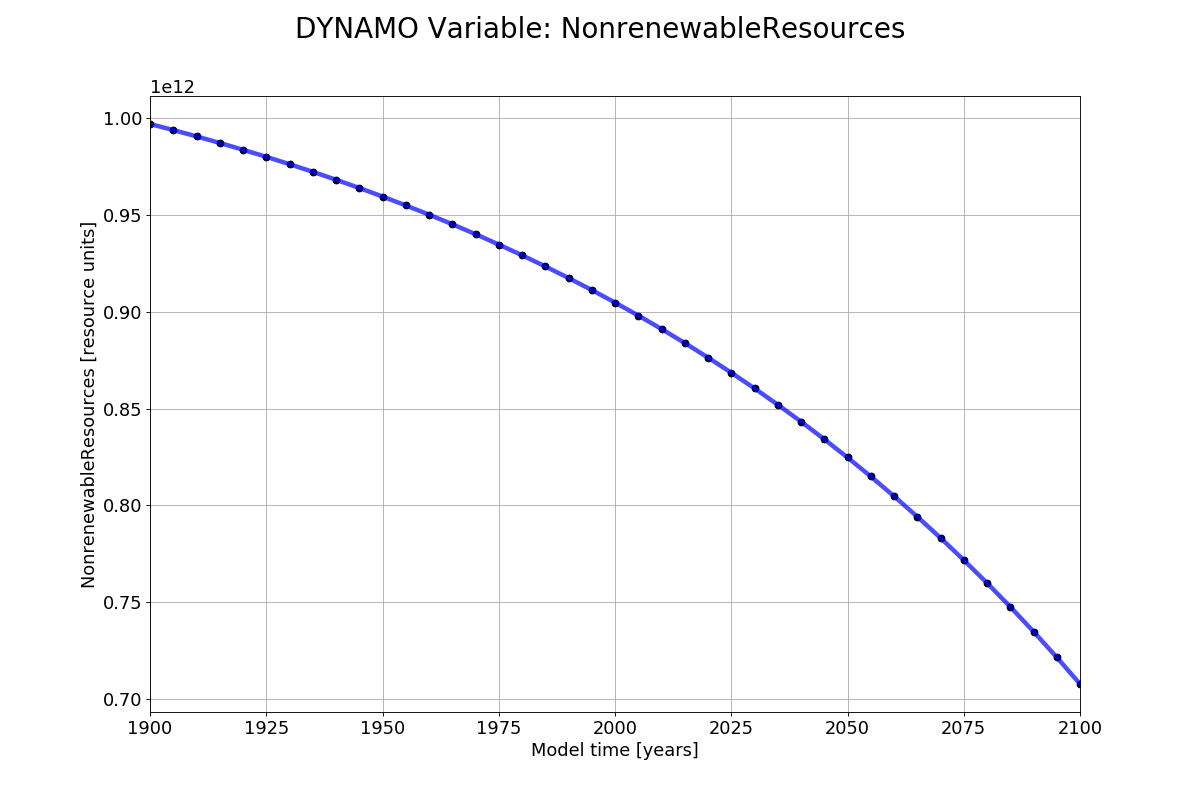 DYNAMO Variable: NonrenewableResources
1e12
1.00
0.95
0.90
0.85
0.80
0.75
0.70
NonrenewableResources [resource units]
1900 1925 1950 1975 2000 2025 2050 2075 2100
Model time [years]